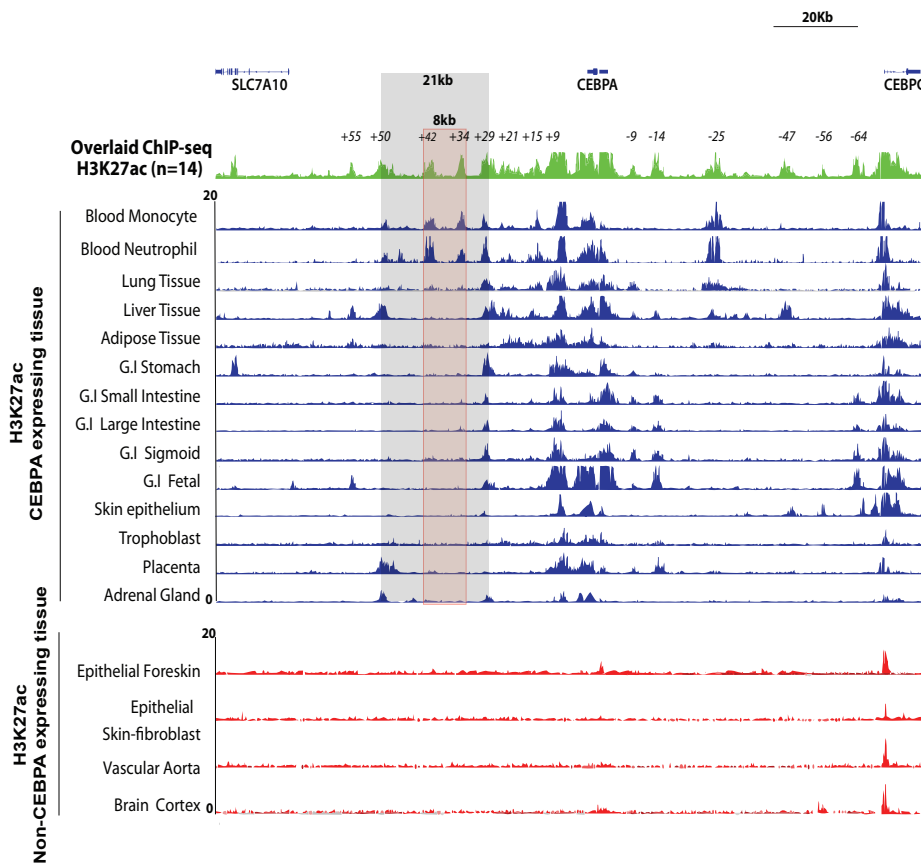 20Kb
SLC7A10
21kb
CEBPA
CEBPG
8kb
+55 +50 +42 +34 +29 +21 +15 +9 -9 -14 -25 -47 -56 -64
Overlaid ChIP-seq
H3K27ac (n=14)
20
H3K27ac
CEBPA expressing tissue
Blood Monocyte
Blood Neutrophil
Lung Tissue
Liver Tissue
Adipose Tissue
G.I Stomach
G.I Small Intestine
G.I Large Intestine
G.I Sigmoid
G.I Fetal
Skin epithelium
Trophoblast
Placenta
Adrenal Gland
0
20
H3K27ac
Non-CEBPA expressing tissue
Epithelial Foreskin
Epithelial
Skin-fibroblast
Vascular Aorta
Brain Cortex
0